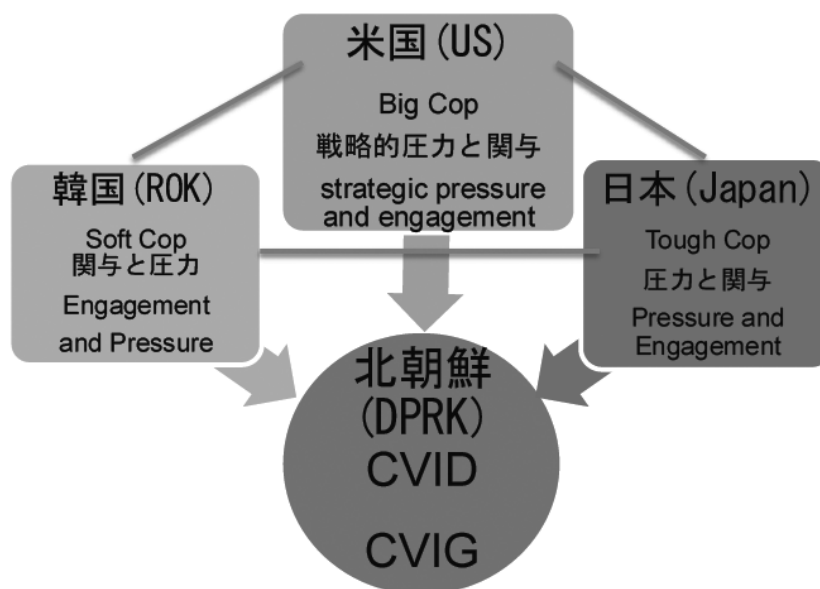 米国(US)
Big Cop
戦略的圧力と関与
strategic pressure
and engagement
韓国(ROK)
Soft Cop
関与と圧力
Engagement
and Pressure
日本(Japan)
Tough Cop
圧力と関与
Pressure and
Engagement
北朝鮮
(DPRK)
CVID
CVIG